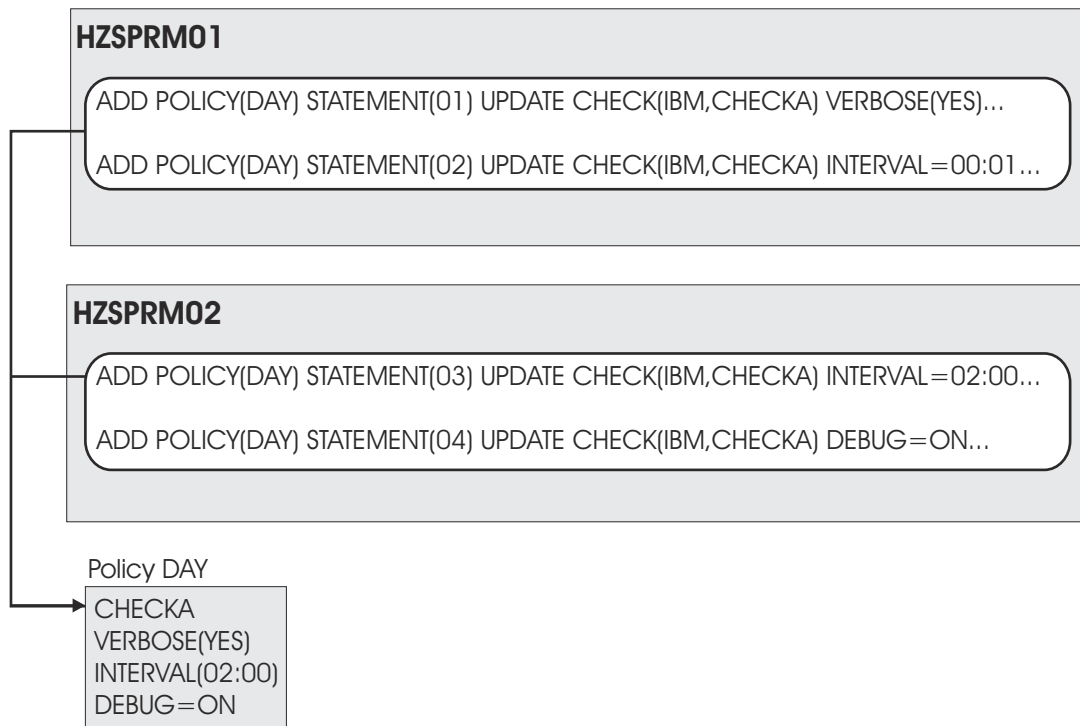 HZSPRM01
ADD POLICY(DAY) STATEMENT(01) UPDATE CHECK(IBM,CHECKA) VERBOSE(YES)...
ADD POLICY(DAY) STATEMENT(02) UPDATE CHECK(IBM,CHECKA) INTERVAL=00:01...
HZSPRM02
ADD POLICY(DAY) STATEMENT(03) UPDATE CHECK(IBM,CHECKA) INTERVAL=02:00...
ADD POLICY(DAY) STATEMENT(04) UPDATE CHECK(IBM,CHECKA) DEBUG=ON...
Policy DAY
CHECKA
VERBOSE(YES)
INTERVAL(02:00)
DEBUG=ON